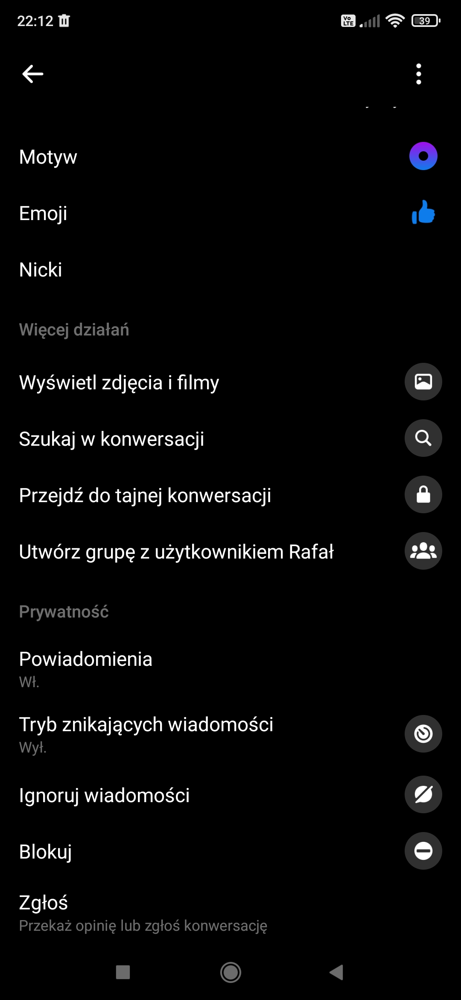 22:12
Vo
LTE
39
Motyw
Emoji
Nicki
Więcej działań
Wyświetl zdjęcia i filmy
Szukaj w konwersacji
Przejdź do tajnej konwersacji
Utwórz grupę z użytkownikiem Rafał
Prywatność
Powiadomienia
Wł.
Tryb znikających wiadomości
Wył.
Ignoruj wiadomości
Blokuj
Zgłoś
Przekaż opinię lub zgłoś konwersację